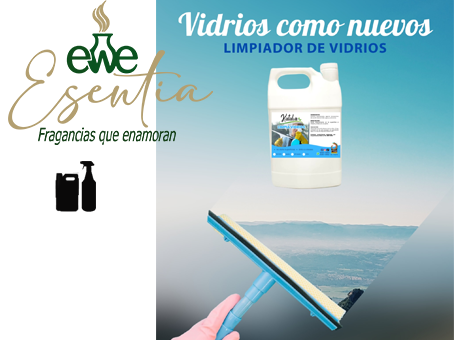 ewe
Esentia
Fragancias que enamoran
Vidrios como nuevos
LIMPIADOR DE VIDRIOS